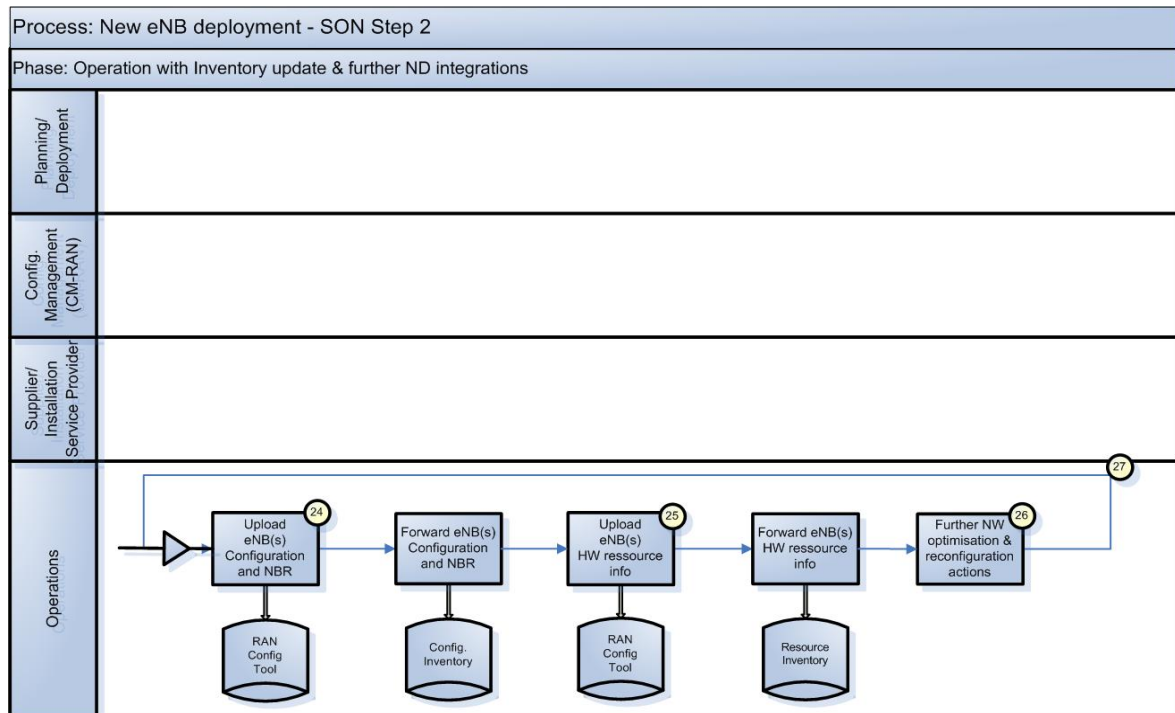 Process: New eNB deployment - SON Step 2
Phase: Operation with Inventory update & further ND integrations
Planning/
Deployment
Config.
Management
(CM-RAN)
Supplier/
Installation
Service Provider
Operations
27
24
Upload
eNB(s)
Configuration
and NBR
Forward eNB(s)
Configuration
and NBR
25
Upload
eNB(s)
HW ressource
info
Forward eNB(s)
HW ressource
info
26
Further NW
optimisation &
reconfiguration
actions
RAN
Config
Tool
Config.
Inventory
RAN
Config
Tool
Resource
Inventory